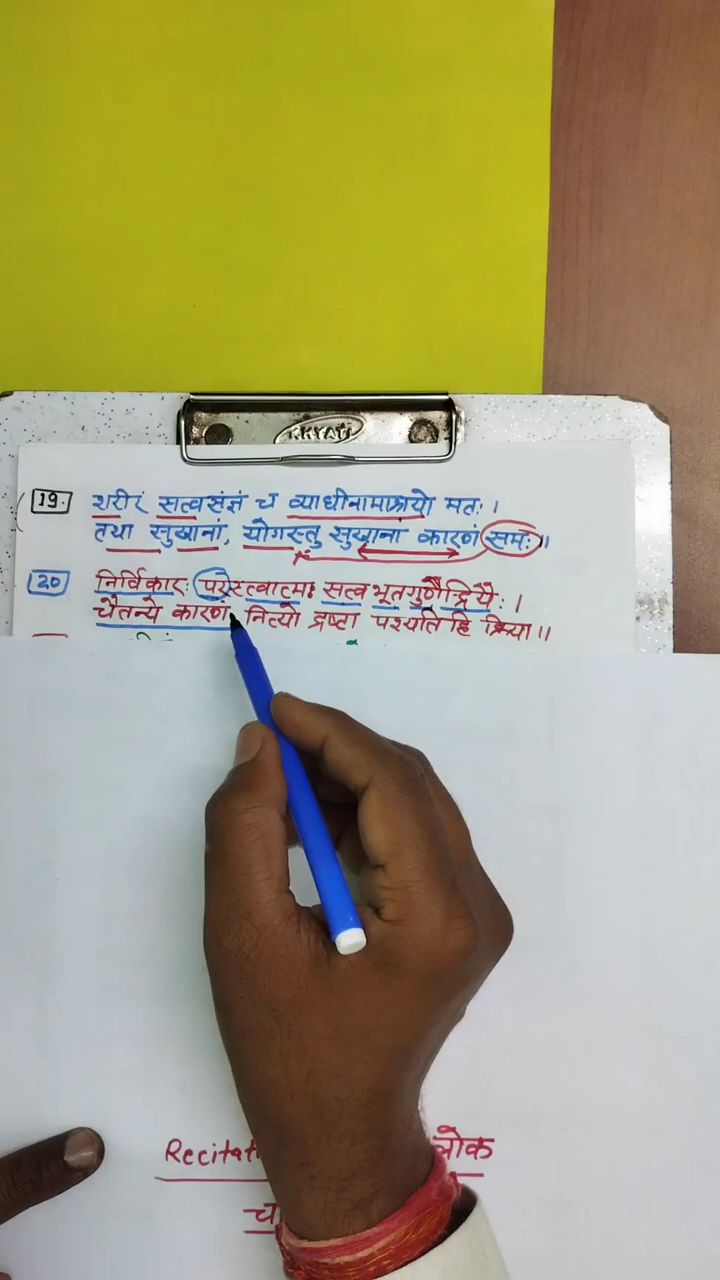 KHYATI
19. शरीरं सत्वसंज्ञं च व्याधीनामाश्रयो मतः ।
तथा सुखानां, योगस्तु सुखानां कारणं समः ॥
20 निर्विकारः परस्त्वात्माः सत्व भूतगुणैद्रियैः ।
चैतन्ये कारणं नित्यो द्रष्टा पश्यति हि क्रिया ॥
Recitat लोक
च